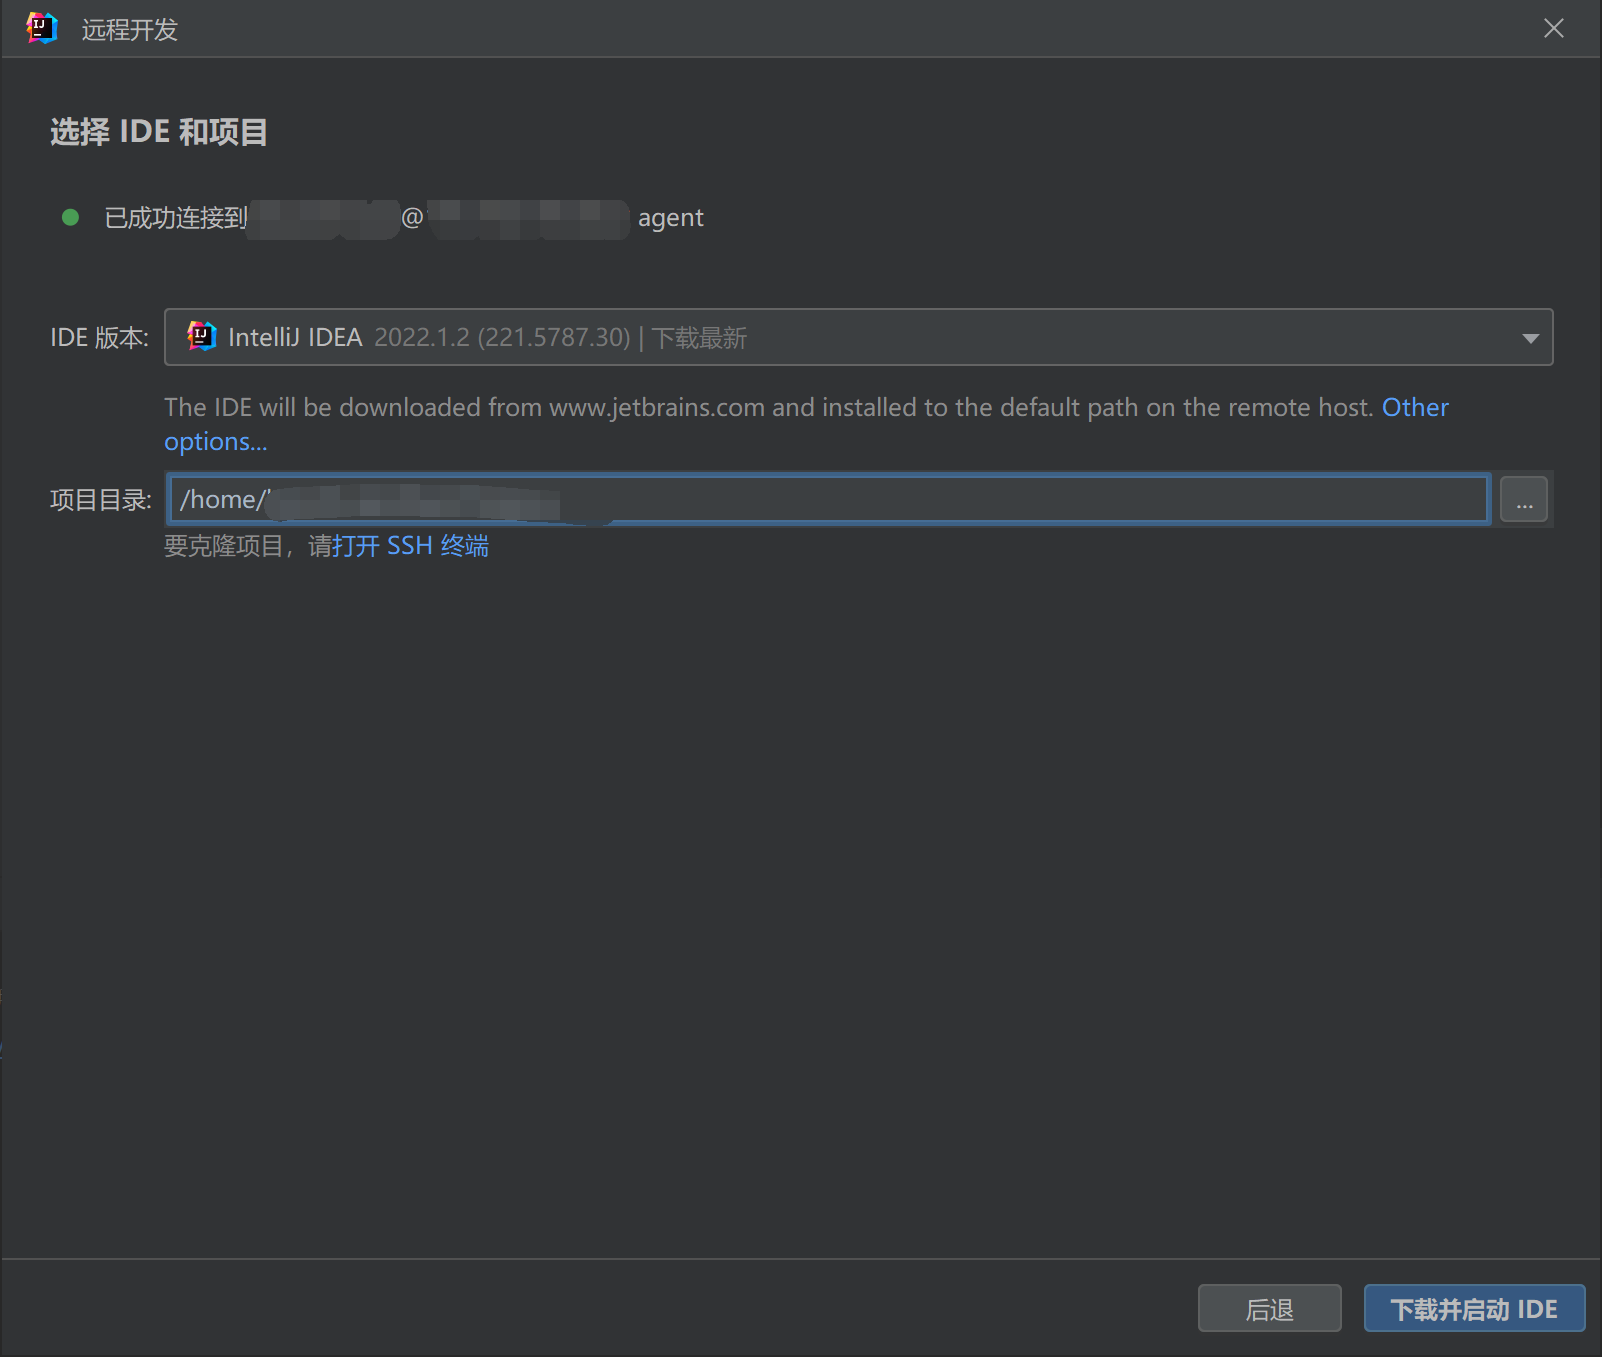 远程开发
选择 IDE 和项目
已成功连接到 @ agent
IDE 版本: IntelliJ IDEA 2022.1.2 (221.5787.30) | 下载最新
The IDE will be downloaded from www.jetbrains.com and installed to the default path on the remote host. Other
options...
项目目录: /home/ ...
要克隆项目，请打开 SSH 终端
后退 下载并启动 IDE